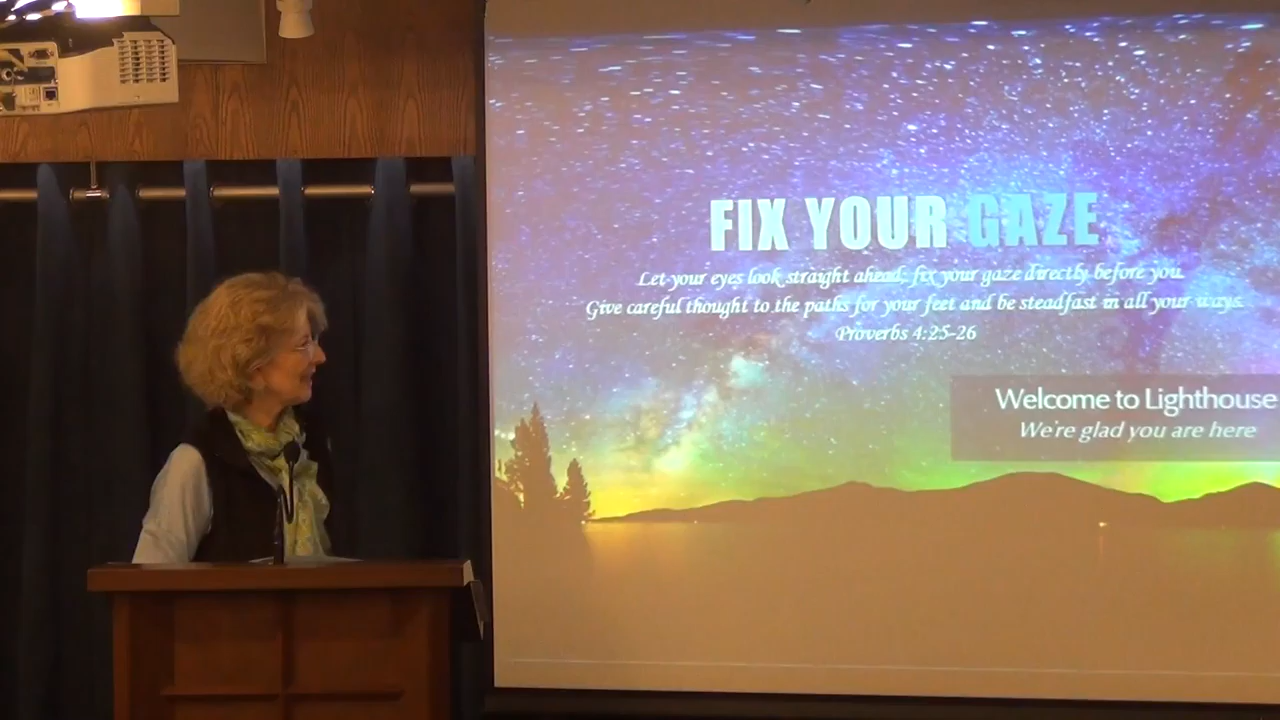 FIX YOUR GAZE
Let your eyes look straight ahead; fix your gaze directly before you.
Give careful thought to the paths for your feet and be steadfast in all your ways.
Proverbs 4:25-26
Welcome to Lighthouse
We're glad you are here